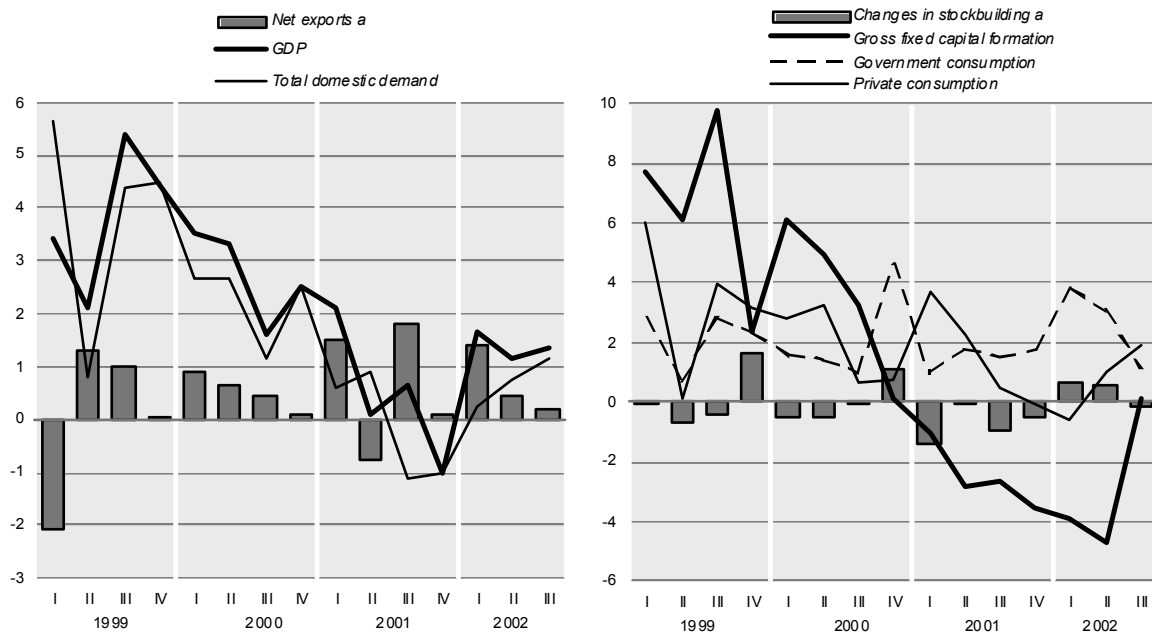 Net exports a
GDP
Total domestic demand
6
5
4
3
2
1
0
-1
-2
-3
I II III IV I II III IV I II III IV I II III
1999 2000 2001 2002
Changes in stockbuilding a
Gross fixed capital formation
Government consumption
Private consumption
10
8
6
4
2
0
-2
-4
-6
I II III IV I II III IV I II III IV I II III
1999 2000 2001 2002